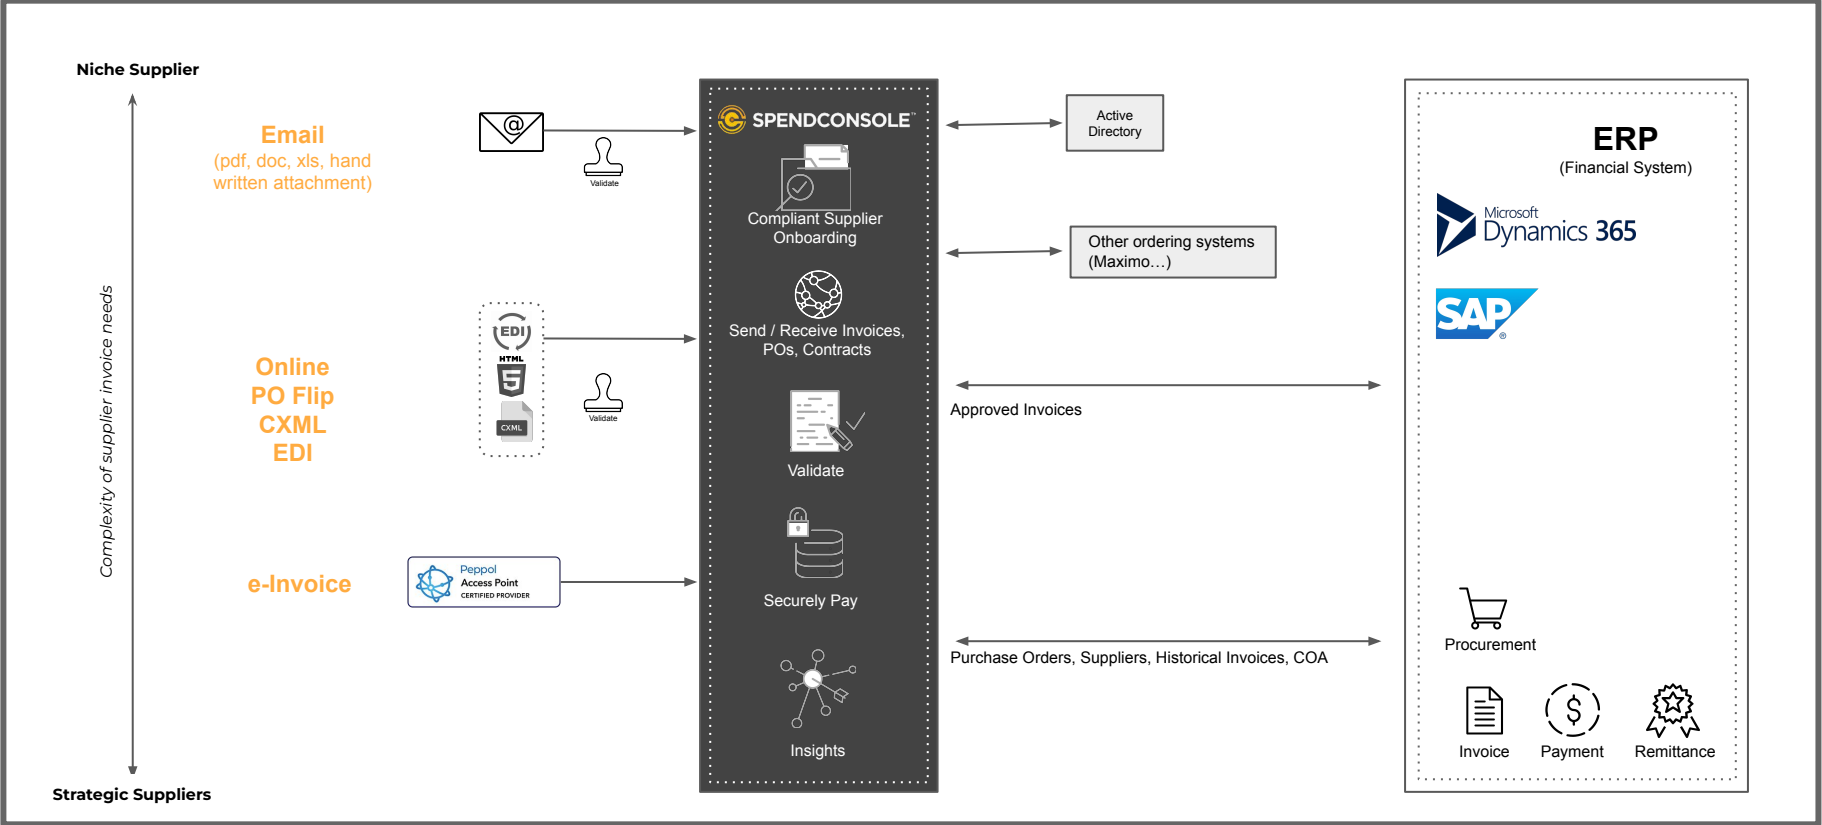 Niche Supplier
Complexity of supplier invoice needs
Strategic Suppliers
Email
(pdf, doc, xls, hand
written attachment)
@
Validate
Online
PO Flip
CXML
EDI
EDI
HTML
5
CXML
Validate
e-Invoice
Peppol
Access Point
CERTIFIED PROVIDER
SPENDCONSOLE™
Compliant Supplier
Onboarding
Send / Receive Invoices,
POs, Contracts
Validate
Securely Pay
Insights
Active
Directory
Other ordering systems
(Maximo…)
Approved Invoices
Purchase Orders, Suppliers, Historical Invoices, COA
ERP
(Financial System)
Microsoft
Dynamics 365
SAP®
Procurement
$
Invoice
Payment
Remittance